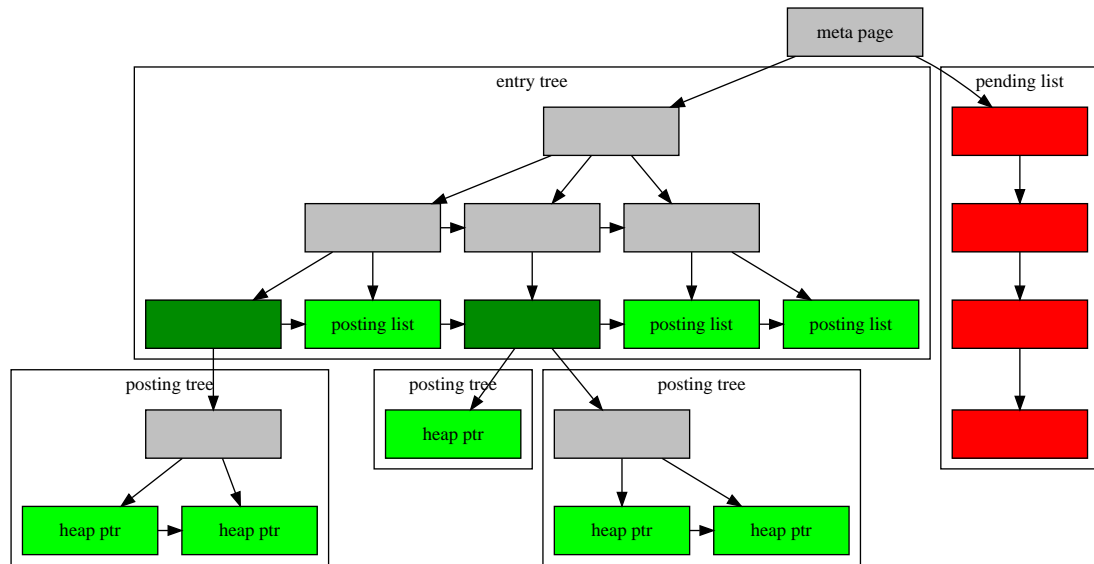 meta page
entry tree
pending list
posting list
posting list
posting list
posting tree
posting tree
posting tree
heap ptr
heap ptr
heap ptr
heap ptr
heap ptr